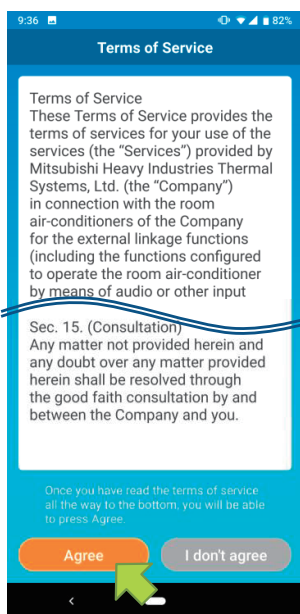 9:36
82%
Terms of Service
Terms of Service
These Terms of Service provides the
terms of services for your use of the
services (the “Services”) provided by
Mitsubishi Heavy Industries Thermal
Systems, Ltd. (the “Company”)
in connection with the room
air-conditioners of the Company
for the external linkage functions
(including the functions configured
to operate the room air-conditioner
by means of audio or other input
Sec. 15. (Consultation)
Any matter not provided herein and
any doubt over any matter provided
herein shall be resolved through
the good faith consultation by and
between the Company and you.
Once you have read the terms of service
all the way to the bottom, you will be able
to press Agree.
Agree
I don't agree